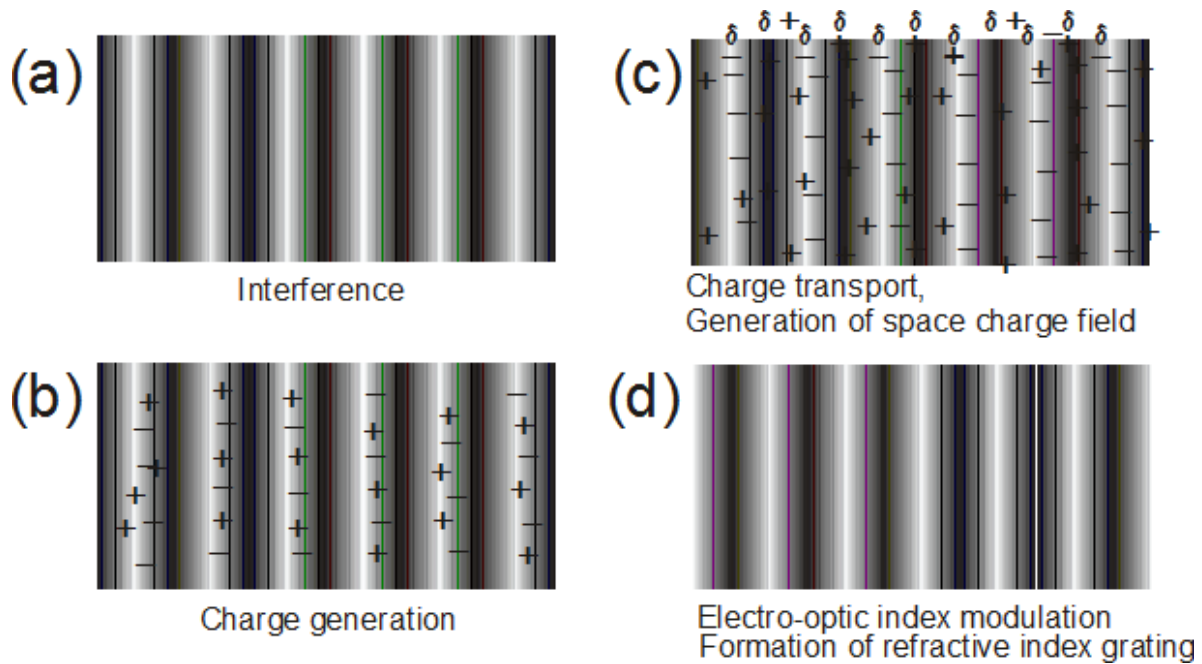 (a)
Interference
(b)
Charge generation
δ + δ δ δ + δ δ
δ δ δ δ δ – δ
(c)
Charge transport,
Generation of space charge field
(d)
Electro-optic index modulation
Formation of refractive index grating